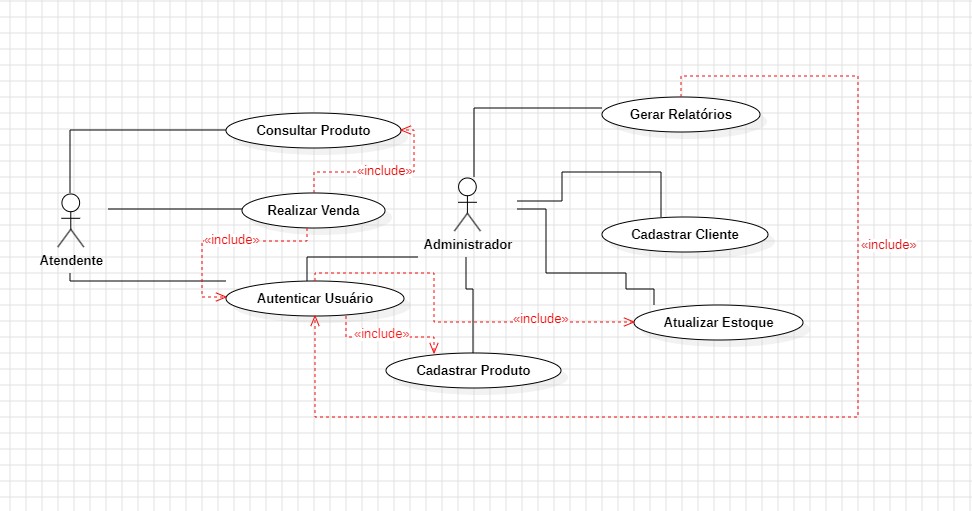 Gerar Relatórios
Consultar Produto
«include»
Realizar Venda
Cadastrar Cliente
«include»
Administrador
«include»
Atendente
Autenticar Usuário
«include»
Atualizar Estoque
«include»
Cadastrar Produto